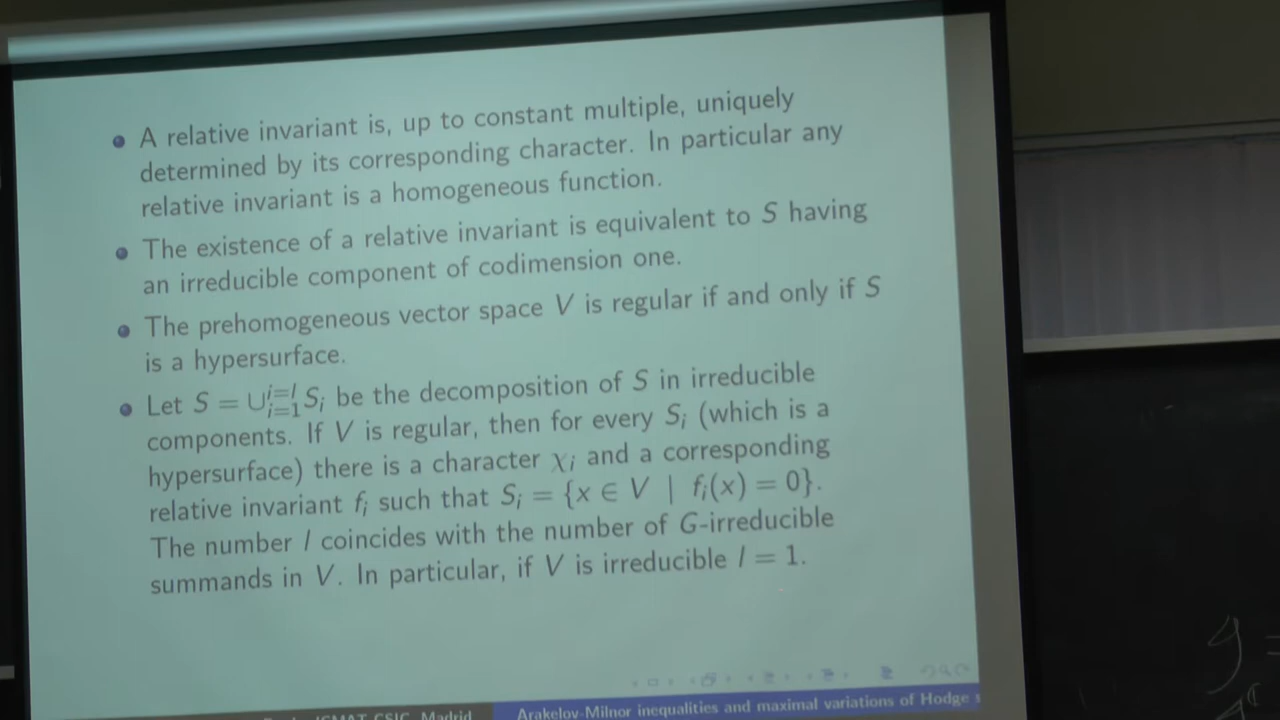 A relative invariant is, up to constant multiple, uniquely
determined by its corresponding character. In particular any
relative invariant is a homogeneous function.
The existence of a relative invariant is equivalent to S having
an irreducible component of codimension one.
The prehomogeneous vector space V is regular if and only if S
is a hypersurface.
Let S = ∪_{i=1}^{i=l} S_i be the decomposition of S in irreducible
components. If V is regular, then for every S_i (which is a
hypersurface) there is a character χ_i and a corresponding
relative invariant f_i such that S_i = {x ∈ V | f_i(x) = 0}.
The number l coincides with the number of G-irreducible
summands in V. In particular, if V is irreducible l = 1.
ICMAT-CSIC, Madrid
Arakelov-Milnor inequalities and maximal variations of Hodge s